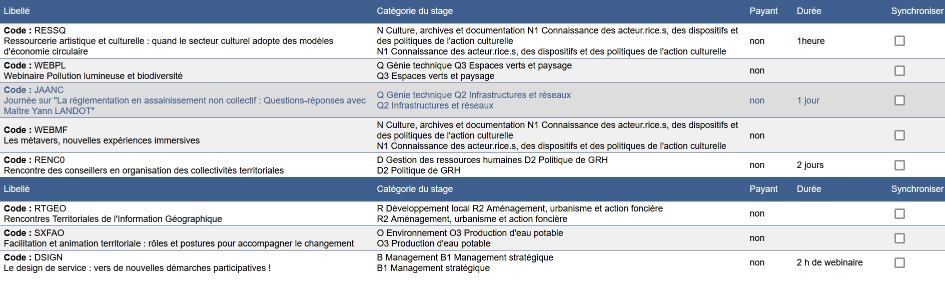 Libellé Catégorie du stage Payant Durée Synchroniser
Code : RESSQ
Ressourcerie artistique et culturelle : quand le secteur culturel adopte des modèles
d'économie circulaire
N Culture, archives et documentation N1 Connaissance des acteur.rice.s, des dispositifs et
des politiques de l'action culturelle
N1 Connaissance des acteur.rice.s, des dispositifs et des politiques de l'action culturelle
non
1heure
Code : WEBPL
Webinaire Pollution lumineuse et biodiversité
Q Génie technique Q3 Espaces verts et paysage
Q3 Espaces verts et paysage
non
Code : JAANC
Journée sur "La réglementation en assainissement non collectif : Questions-réponses avec
Maître Yann LANDOT"
Q Génie technique Q2 Infrastructures et réseaux
Q2 Infrastructures et réseaux
non
1 jour
Code : WEBMF
Les métavers, nouvelles expériences immersives
N Culture, archives et documentation N1 Connaissance des acteur.rice.s, des dispositifs et
des politiques de l'action culturelle
N1 Connaissance des acteur.rice.s, des dispositifs et des politiques de l'action culturelle
non
Code : RENC0
Rencontre des conseillers en organisation des collectivités territoriales
D Gestion des ressources humaines D2 Politique de GRH
D2 Politique de GRH
non
2 jours
Libellé Catégorie du stage Payant Durée Synchroniser
Code : RTGEO
Rencontres Territoriales de l'Information Géographique
R Développement local R2 Aménagement, urbanisme et action foncière
R2 Aménagement, urbanisme et action foncière
non
Code : SXFAO
Facilitation et animation territoriale : rôles et postures pour accompagner le changement
O Environnement O3 Production d'eau potable
O3 Production d'eau potable
non
Code : DSIGN
Le design de service : vers de nouvelles démarches participatives !
B Management B1 Management stratégique
B1 Management stratégique
non
2 h de webinaire